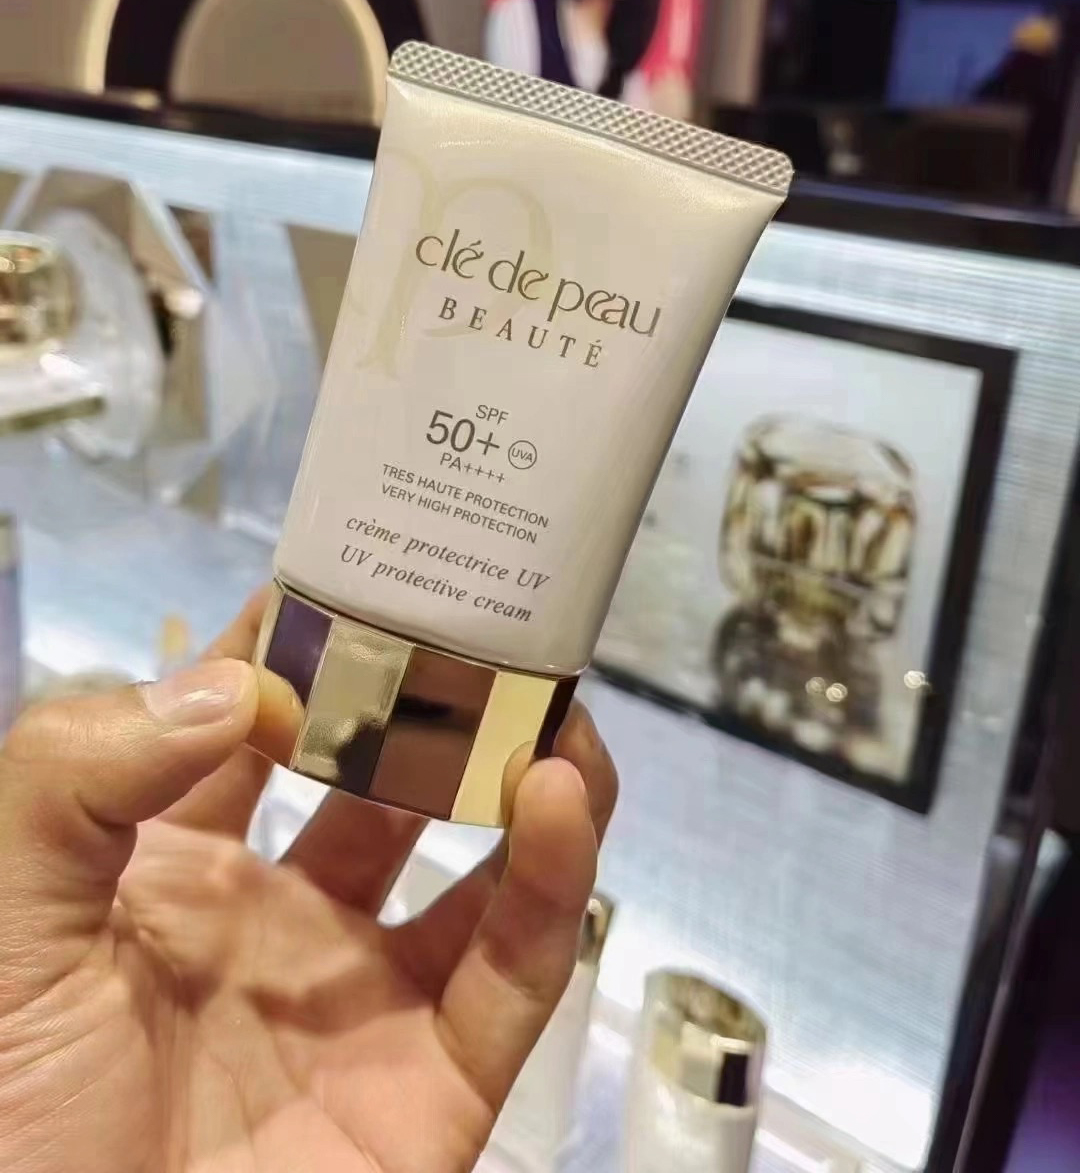 clé de peau
BEAUTÉ
SPF
50+ UVA
PA++++
TRES HAUTE PROTECTION
VERY HIGH PROTECTION
crème protectrice UV
UV protective cream